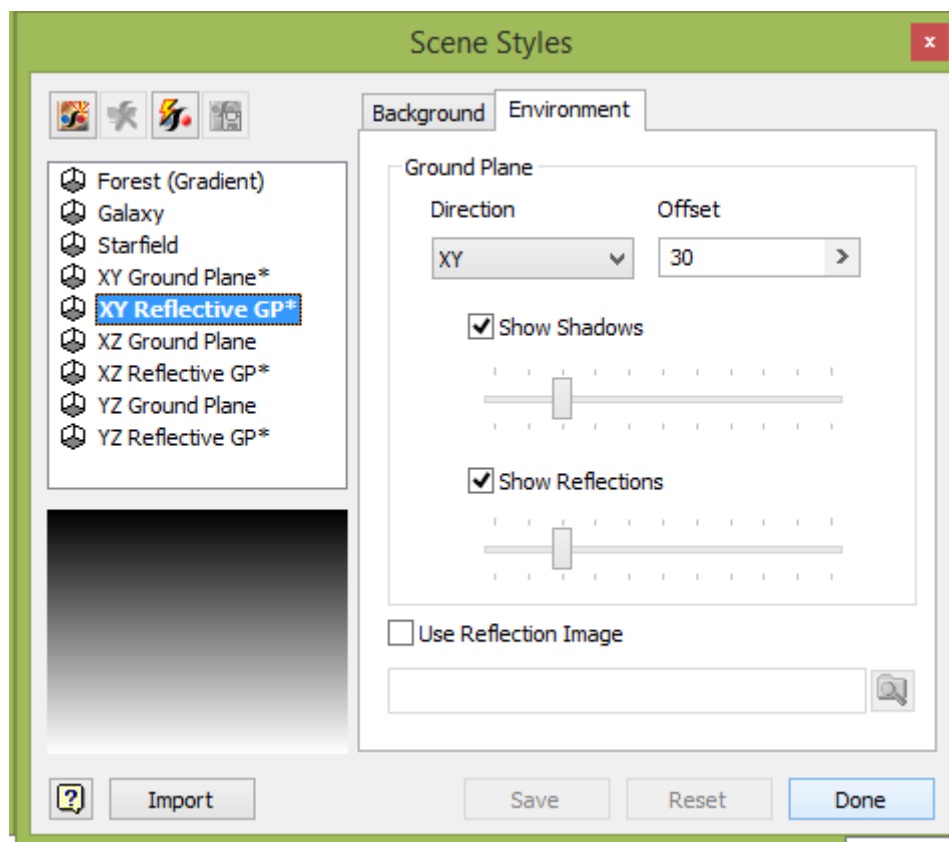 Scene Styles
x
Background
Environment
Forest (Gradient)
Galaxy
Starfield
XY Ground Plane*
XY Reflective GP*
XZ Ground Plane
XZ Reflective GP*
YZ Ground Plane
YZ Reflective GP*
Ground Plane
Direction
Offset
XY
30
>
Show Shadows
Show Reflections
Use Reflection Image
?
Import
Save
Reset
Done